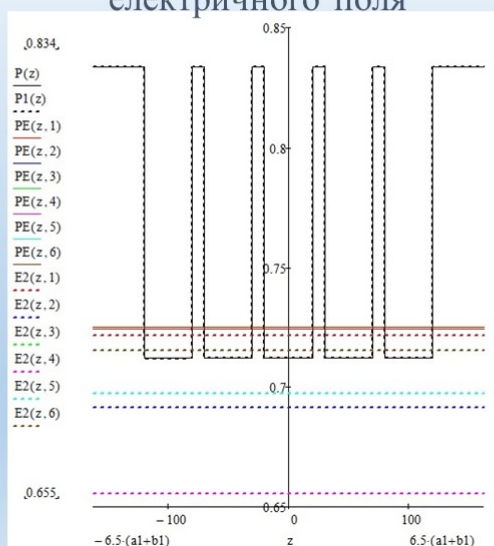 електричного поля
0.85
0.834
P(z)
P1(z)
PE(z,1)
PE(z,2)
PE(z,3)
PE(z,4)
PE(z,5)
PE(z,6)
E2(z,1)
E2(z,2)
E2(z,3)
E2(z,4)
E2(z,5)
E2(z,6)
0.8
0.75
0.7
0.655
0.65
−100 0 100
−6.5·(a1+b1) z 6.5·(a1+b1)